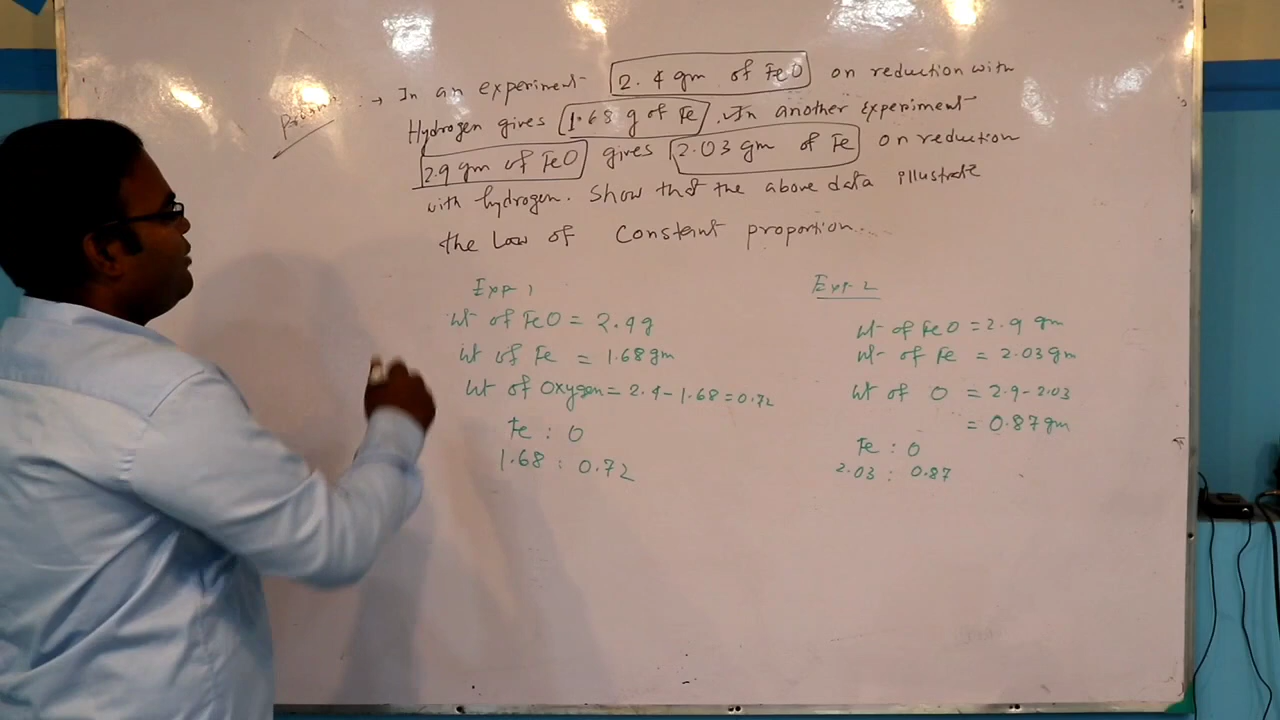 Problem :→ In an experiment 2.4 gm of FeO on reduction with
Hydrogen gives 1.68 g of Fe. In another experiment
2.9 gm of FeO gives 2.03 gm of Fe on reduction
with hydrogen. Show that the above data illustrate
the Law of Constant proportion.
Expt 1
wt of FeO = 2.4g
wt of Fe = 1.68gm
wt of Oxygen = 2.4 - 1.68 = 0.72
Fe : O
1.68 : 0.72
Expt 2
wt of FeO = 2.9 gm
wt of Fe = 2.03gm
wt of O = 2.9 - 2.03
= 0.87gm
Fe : O
2.03 : 0.87